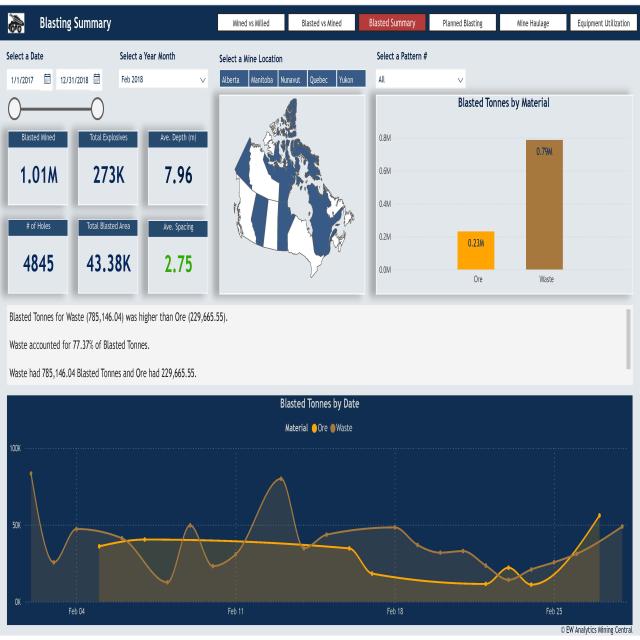 Blasting Summary
Mined vs Milled
Blasted vs Mined
Blasted Summary
Planned Blasting
Mine Haulage
Equipment Utilization
Select a Date
1/1/2017
12/31/2018
Select a Year Month
Feb 2018
Select a Mine Location
Alberta Manitoba Nunavut Quebec Yukon
Select a Pattern #
All
Blasted Mined
1.01M
Total Explosives
273K
Ave. Depth (m)
7.96
# of Holes
4845
Total Blasted Area
43.38K
Ave. Spacing
2.75
Blasted Tonnes by Material
0.8M
0.6M
0.4M
0.2M
0.0M
0.23M
0.79M
Ore
Waste
Blasted Tonnes for Waste (785,146.04) was higher than Ore (229,665.55).
Waste accounted for 77.37% of Blasted Tonnes.
Waste had 785,146.04 Blasted Tonnes and Ore had 229,665.55.
Blasted Tonnes by Date
Material Ore Waste
100K
50K
0K
Feb 04
Feb 11
Feb 18
Feb 25
© EW Analytics Mining Central